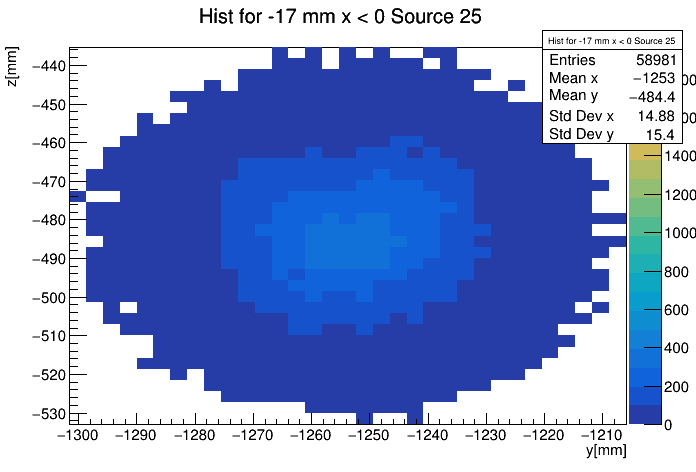 Hist for -17 mm x < 0 Source 25
Hist for -17 mm x < 0 Source 25
Entries 58981
Mean x −1253
Mean y −484.4
Std Dev x 14.88
Std Dev y 15.4
z[mm]
−440
−450
−460
−470
−480
−490
−500
−510
−520
−530
1400
1200
1000
800
600
400
200
0
−1300 −1290 −1280 −1270 −1260 −1250 −1240 −1230 −1220 −1210
y[mm]